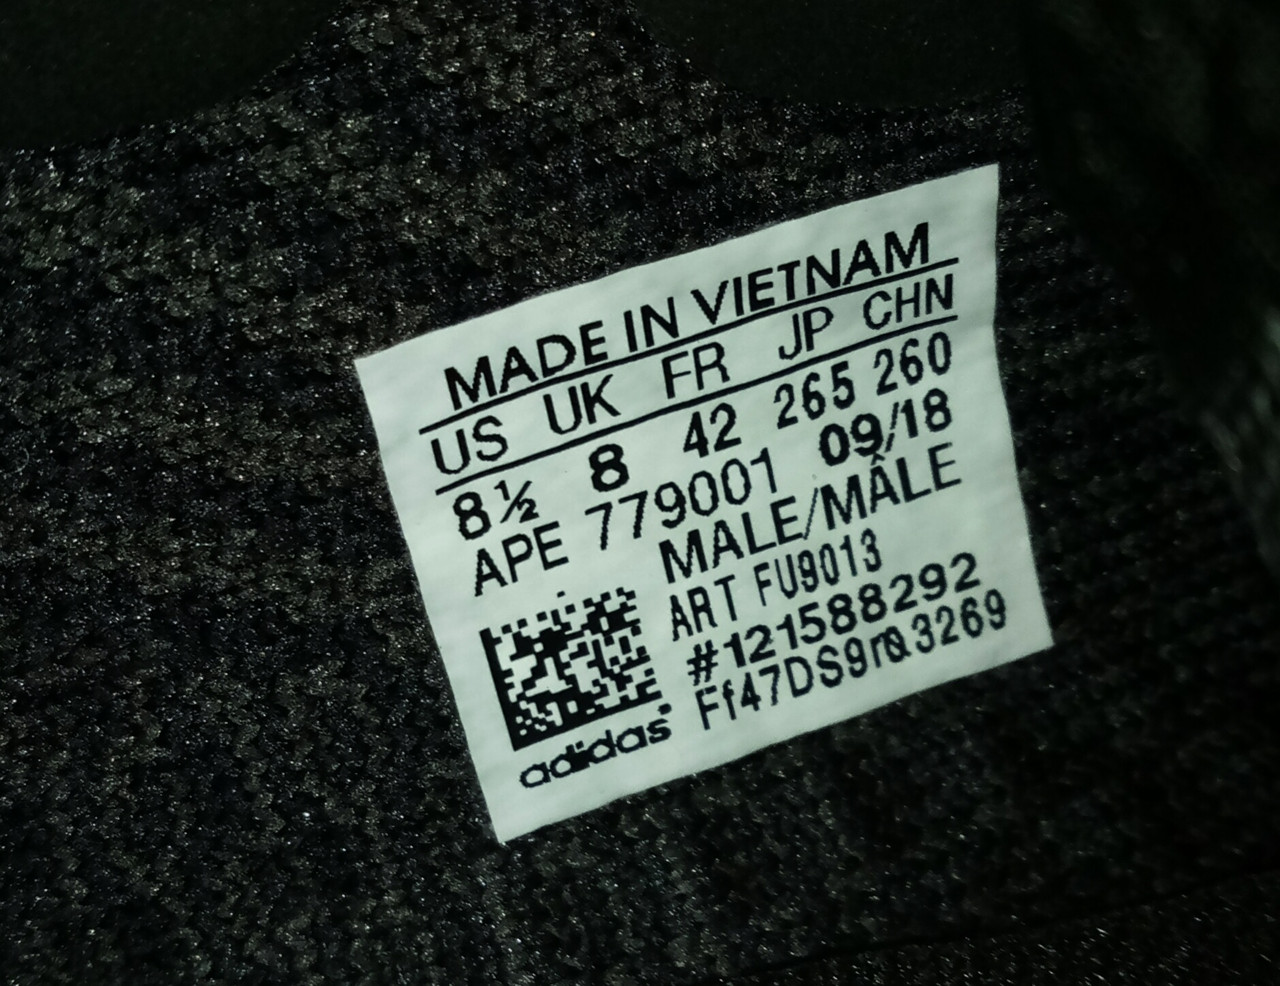 MADE IN VIETNAM
US UK FR JP CHN
8½ 8 42 265 260
APE 779001 09/18
MALE/MÂLE
ART FU9013
#121588292
Ff47DS9r&3269
adidas